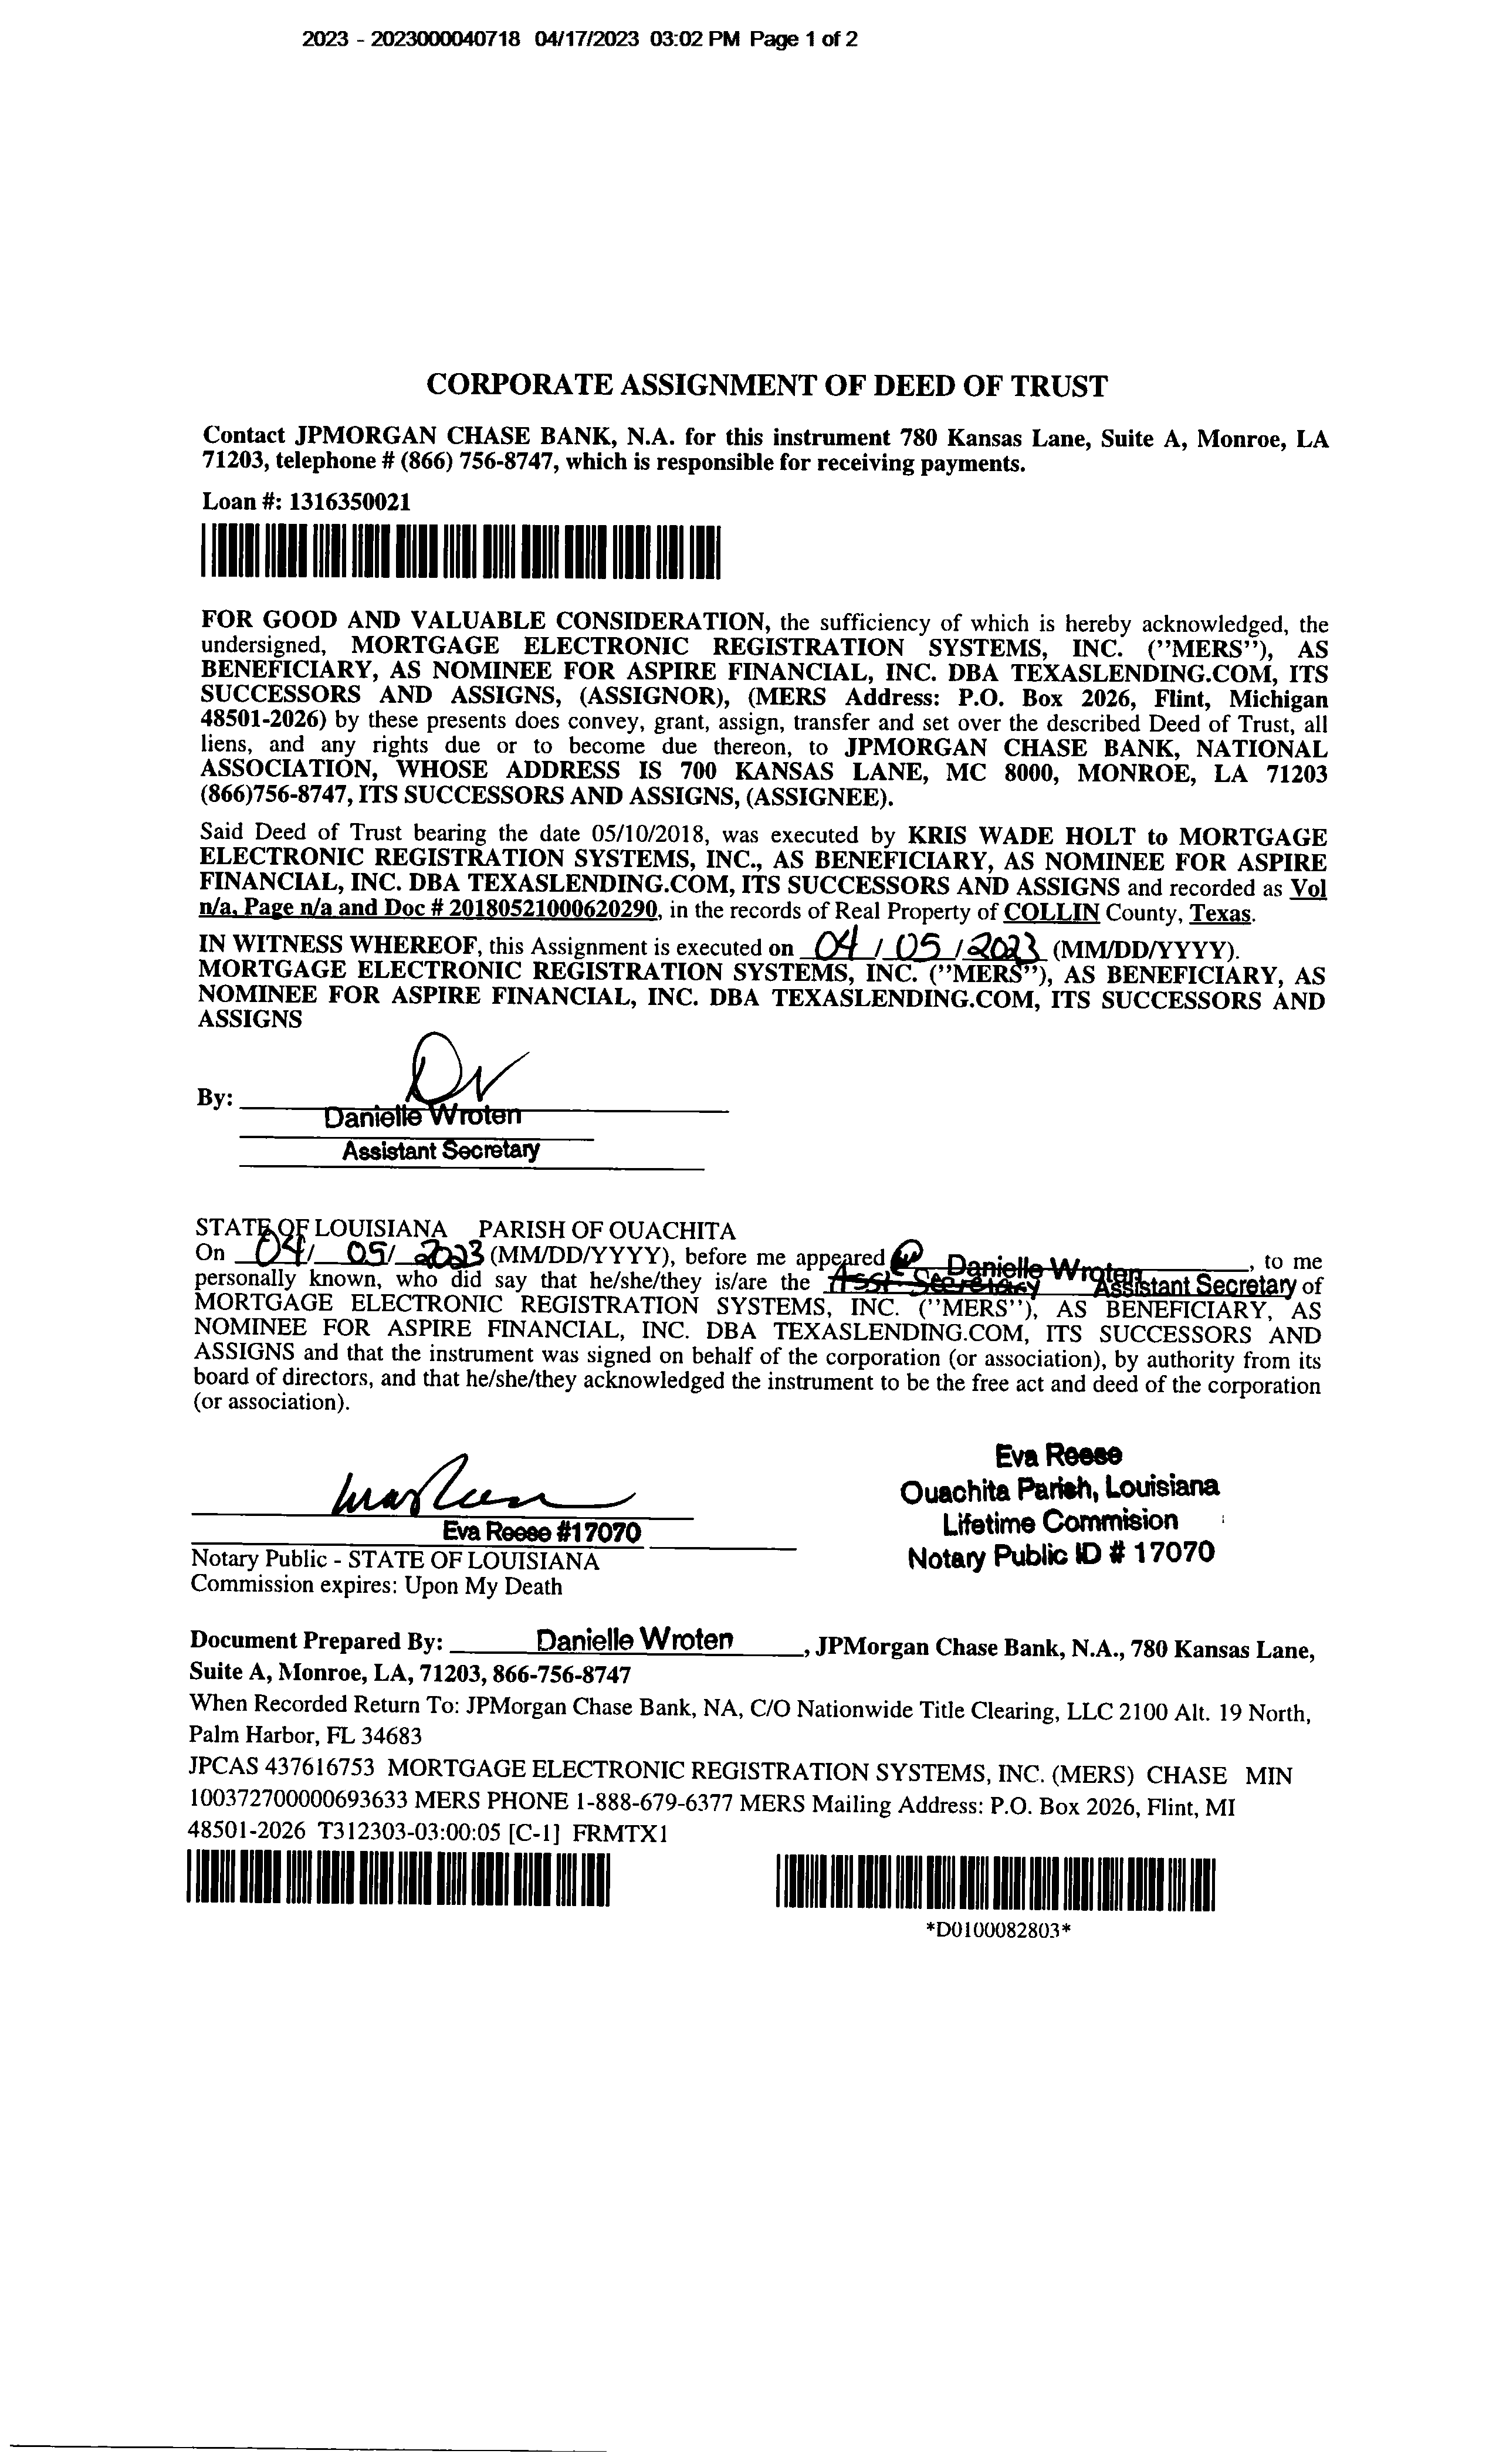 2023 - 2023000040718 04/17/2023 03:02 PM Page 1 of 2
CORPORATE ASSIGNMENT OF DEED OF TRUST
Contact JPMORGAN CHASE BANK, N.A. for this instrument 780 Kansas Lane, Suite A, Monroe, LA
71203, telephone # (866) 756-8747, which is responsible for receiving payments.
Loan #: 1316350021
FOR GOOD AND VALUABLE CONSIDERATION, the sufficiency of which is hereby acknowledged, the
undersigned, MORTGAGE ELECTRONIC REGISTRATION SYSTEMS, INC. ("MERS"), AS
BENEFICIARY, AS NOMINEE FOR ASPIRE FINANCIAL, INC. DBA TEXASLENDING.COM, ITS
SUCCESSORS AND ASSIGNS, (ASSIGNOR), (MERS Address: P.O. Box 2026, Flint, Michigan
48501-2026) by these presents does convey, grant, assign, transfer and set over the described Deed of Trust, all
liens, and any rights due or to become due thereon, to JPMORGAN CHASE BANK, NATIONAL
ASSOCIATION, WHOSE ADDRESS IS 700 KANSAS LANE, MC 8000, MONROE, LA 71203
(866)756-8747, ITS SUCCESSORS AND ASSIGNS, (ASSIGNEE).
Said Deed of Trust bearing the date 05/10/2018, was executed by KRIS WADE HOLT to MORTGAGE
ELECTRONIC REGISTRATION SYSTEMS, INC., AS BENEFICIARY, AS NOMINEE FOR ASPIRE
FINANCIAL, INC. DBA TEXASLENDING.COM, ITS SUCCESSORS AND ASSIGNS and recorded as Vol
n/a, Page n/a and Doc # 20180521000620290, in the records of Real Property of COLLIN County, Texas.
IN WITNESS WHEREOF, this Assignment is executed on 04 / 05 / 2023 (MM/DD/YYYY).
MORTGAGE ELECTRONIC REGISTRATION SYSTEMS, INC. ("MERS"), AS BENEFICIARY, AS
NOMINEE FOR ASPIRE FINANCIAL, INC. DBA TEXASLENDING.COM, ITS SUCCESSORS AND
ASSIGNS
By:
Danielle Wroten
Assistant Secretary
STATE OF LOUISIANA PARISH OF OUACHITA
On 04/ 05/ 2023 (MM/DD/YYYY), before me appeared Danielle Wroten, to me
personally known, who did say that he/she/they is/are the Asst. Secretary Assistant Secretary of
MORTGAGE ELECTRONIC REGISTRATION SYSTEMS, INC. ("MERS"), AS BENEFICIARY, AS
NOMINEE FOR ASPIRE FINANCIAL, INC. DBA TEXASLENDING.COM, ITS SUCCESSORS AND
ASSIGNS and that the instrument was signed on behalf of the corporation (or association), by authority from its
board of directors, and that he/she/they acknowledged the instrument to be the free act and deed of the corporation
(or association).
Eva Reese #17070
Notary Public - STATE OF LOUISIANA
Commission expires: Upon My Death
Eva Reese
Ouachita Parish, Louisiana
Lifetime Commision
Notary Public ID # 17070
Document Prepared By: Danielle Wroten, JPMorgan Chase Bank, N.A., 780 Kansas Lane,
Suite A, Monroe, LA, 71203, 866-756-8747
When Recorded Return To: JPMorgan Chase Bank, NA, C/O Nationwide Title Clearing, LLC 2100 Alt. 19 North,
Palm Harbor, FL 34683
JPCAS 437616753 MORTGAGE ELECTRONIC REGISTRATION SYSTEMS, INC. (MERS) CHASE MIN
100372700000693633 MERS PHONE 1-888-679-6377 MERS Mailing Address: P.O. Box 2026, Flint, MI
48501-2026 T312303-03:00:05 [C-1] FRMTX1
*D0100082803*